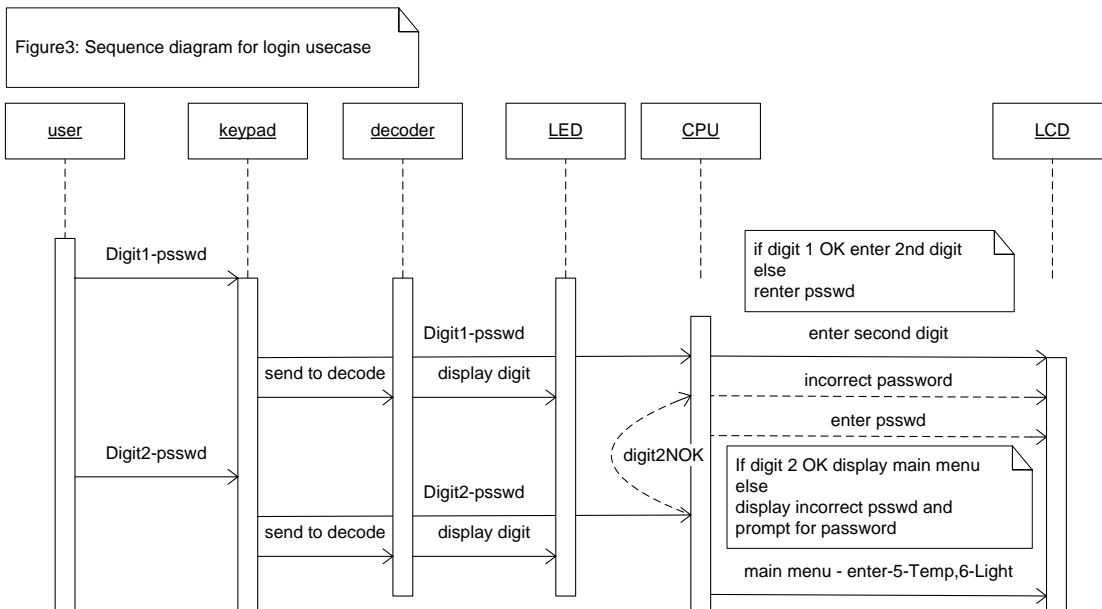 Figure3: Sequence diagram for login usecase
user
keypad
decoder
LED
CPU
LCD
Digit1-psswd
if digit 1 OK enter 2nd digit
else
renter psswd
Digit1-psswd
enter second digit
send to decode
display digit
incorrect password
enter psswd
Digit2-psswd
digit2NOK
If digit 2 OK display main menu
else
display incorrect psswd and
prompt for password
Digit2-psswd
send to decode
display digit
main menu - enter-5-Temp,6-Light